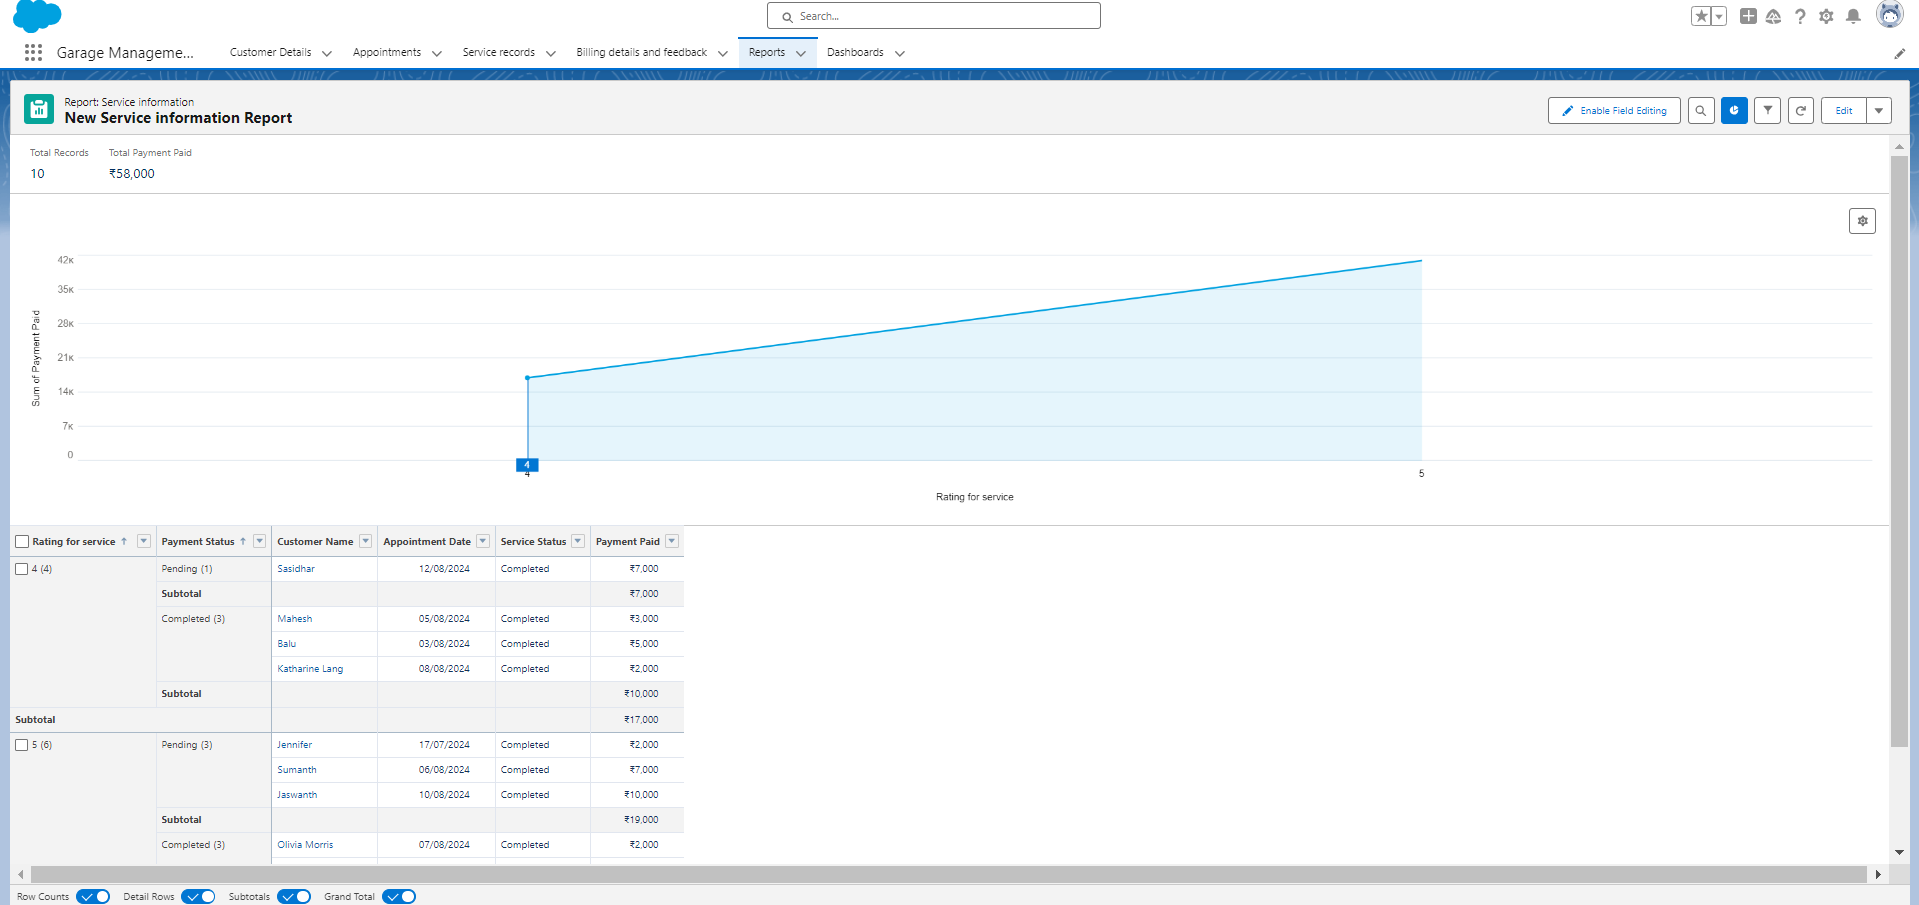 Search...
Garage Manageme...
Customer Details
Appointments
Service records
Billing details and feedback
Reports
Dashboards
Report: Service information
New Service information Report
Enable Field Editing
Edit
Total Records Total Payment Paid
10 ₹58,000
42K
35K
28K
21K
14K
7K
0
Sum of Payment Paid
4
4 5
Rating for service
Rating for service ↑ Payment Status ↑ Customer Name Appointment Date Service Status Payment Paid
4 (4) Pending (1) Sasidhar 12/08/2024 Completed ₹7,000
Subtotal ₹7,000
Completed (3) Mahesh 05/08/2024 Completed ₹3,000
Balu 03/08/2024 Completed ₹5,000
Katharine Lang 08/08/2024 Completed ₹2,000
Subtotal ₹10,000
Subtotal ₹17,000
5 (6) Pending (3) Jennifer 17/07/2024 Completed ₹2,000
Sumanth 06/08/2024 Completed ₹7,000
Jaswanth 10/08/2024 Completed ₹10,000
Subtotal ₹19,000
Completed (3) Olivia Morris 07/08/2024 Completed ₹2,000
Row Counts Detail Rows Subtotals Grand Total